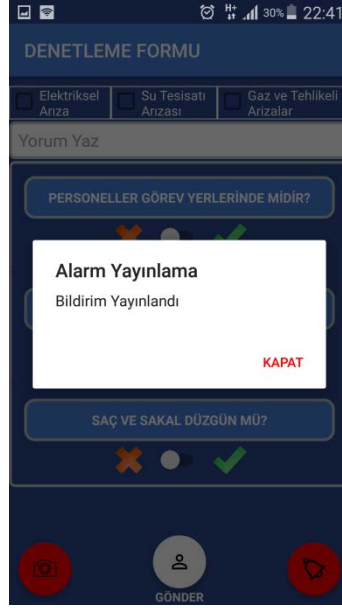 H+ 30% 22:41
DENETLEME FORMU
Elektriksel Arıza
Su Tesisatı Arızası
Gaz ve Tehlikeli Arizalar
Yorum Yaz
PERSONELLER GÖREV YERLERİNDE MİDİR?
Alarm Yayınlama
Bildirim Yayınlandı
KAPAT
SAÇ VE SAKAL DÜZGÜN MÜ?
GÖNDER